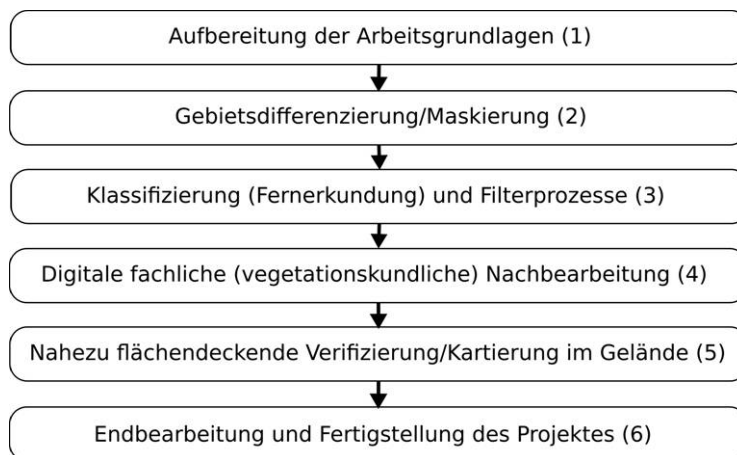 Aufbereitung der Arbeitsgrundlagen (1)
Gebietsdifferenzierung/Maskierung (2)
Klassifizierung (Fernerkundung) und Filterprozesse (3)
Digitale fachliche (vegetationskundliche) Nachbearbeitung (4)
Nahezu flächendeckende Verifizierung/Kartierung im Gelände (5)
Endbearbeitung und Fertigstellung des Projektes (6)